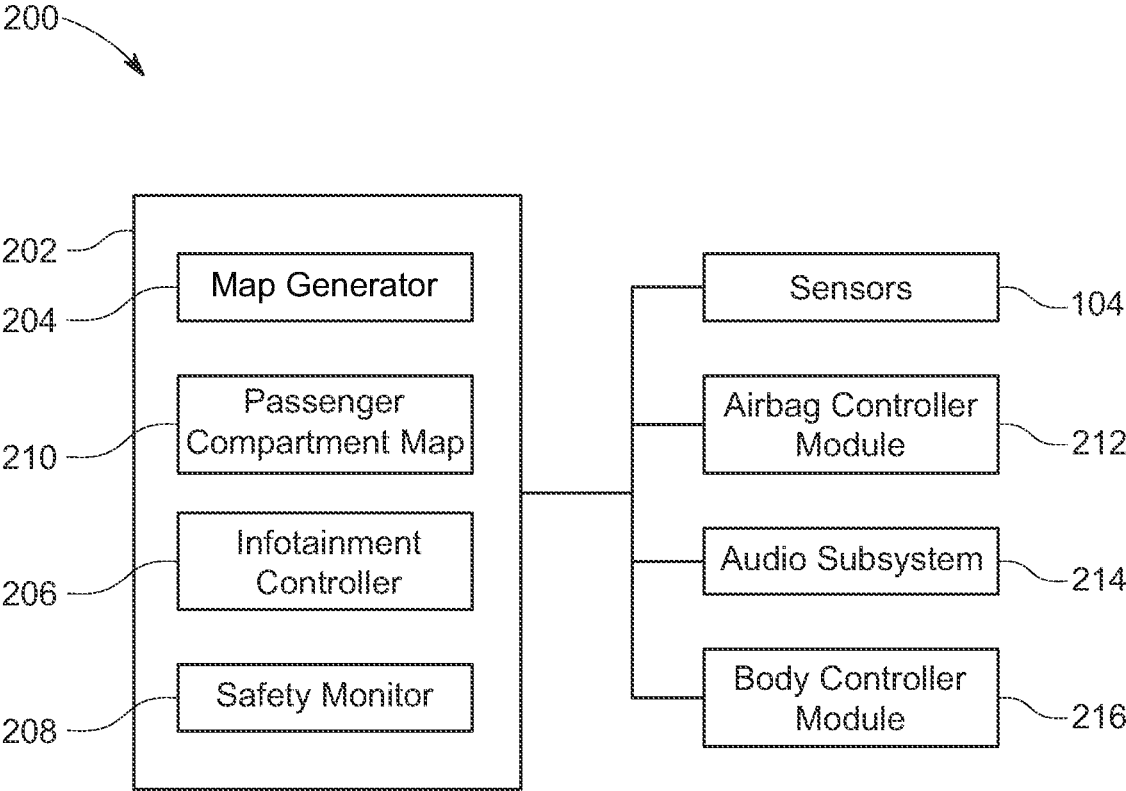 200
202
Map Generator
204
Passenger
Compartment Map
210
Infotainment
Controller
206
Safety Monitor
208
Sensors
104
Airbag Controller
Module
212
Audio Subsystem
214
Body Controller
Module
216